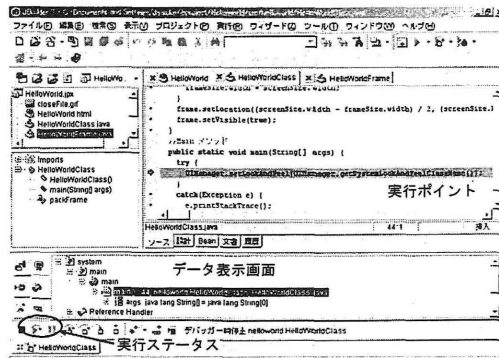 ファイル(F) 編集(E) 検索(S) 表示(V) プロジェクト(P) 実行(R) ウィザード(W) ツール(T) ウィンドウ(W) ヘルプ(H)
HelloWo...
HelloWorld HelloWorldClass HelloWorldFrame
HelloWorld.jpx
closeFile.gif
HelloWorld.html
HelloWorldClass.java
HelloWorldFrame.java
}
frame.setLocation((screenSize.width - frameSize.width) / 2, (screenSize.
frame.setVisible(true);
}
//Main メソッド
public static void main(String[] args) {
try {
UIManager.setLookAndFeel(UIManager.getSystemLookAndFeelClassName());
}
catch(Exception e) {
e.printStackTrace();
実行ポイント
Imports
HelloWorldClass
HelloWorldClass()
main(String[] args)
packFrame
HelloWorldClass.java 44:1 挿入
ソース 設計 Bean 文書 履歴
system
main
main
データ表示画面
args: java.lang.String[] = java.lang.String[0]
Reference Handler
デバッガ一時停止 helloworld.HelloWorldClass
HelloWorldClass
実行ステータス